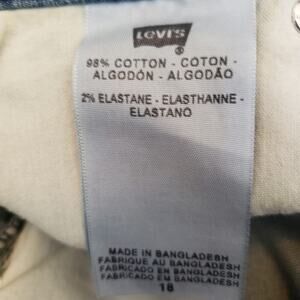 Levi's
®
98% COTTON - COTON -
ALGODÓN - ALGODÃO
2% ELASTANE - ELASTHANNE -
ELASTANO
MADE IN BANGLADESH
FABRIQUE AU BANGLADESH
FABRICADO EN BANGLADESH
FABRICADO EM BANGLADESH
18